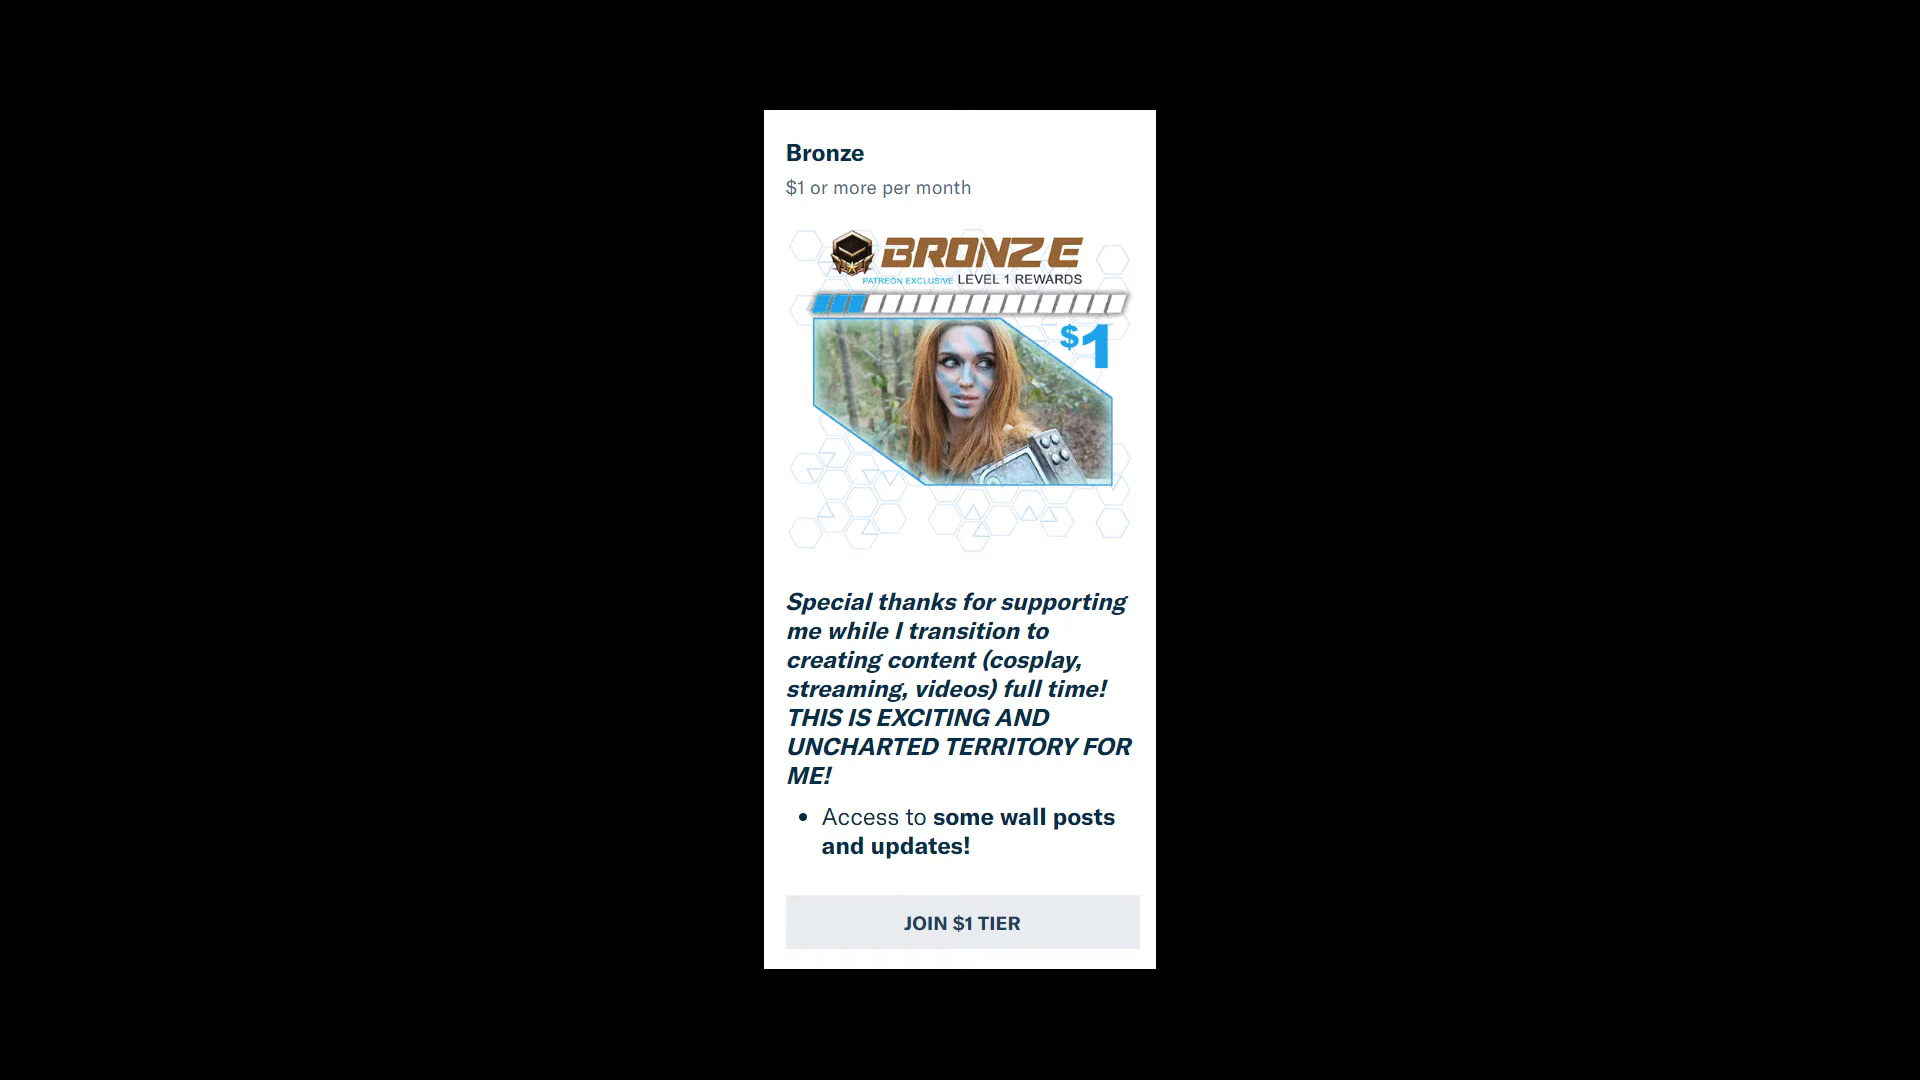 Bronze
$1 or more per month
BRONZE
PATREON EXCLUSIVE LEVEL 1 REWARDS
$1
Special thanks for supporting
me while I transition to
creating content (cosplay,
streaming, videos) full time!
THIS IS EXCITING AND
UNCHARTED TERRITORY FOR
ME!
• Access to some wall posts
and updates!
JOIN $1 TIER